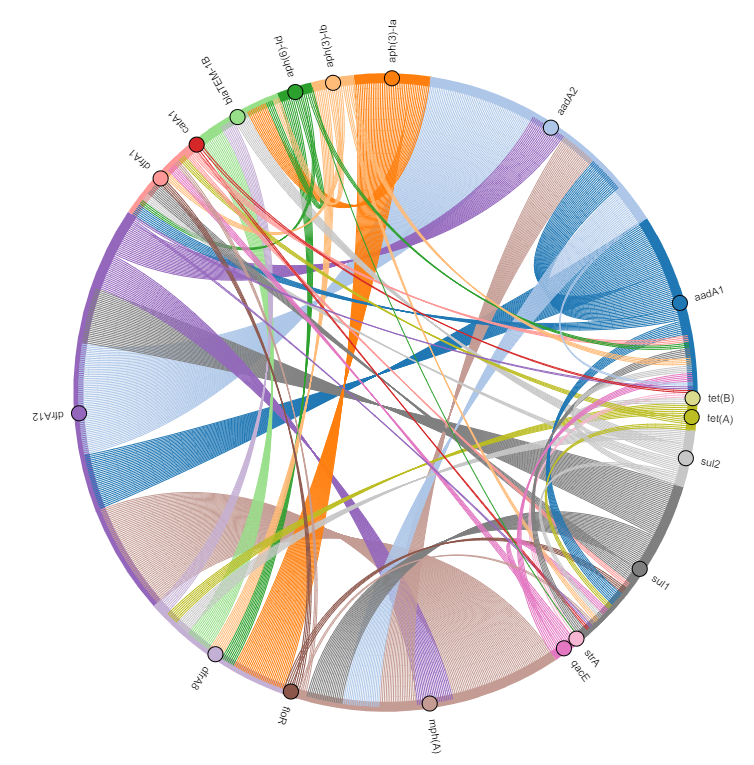 aph(3)-Ia
aph(3)-Ib
aph(6)-Id
blaTEM-1B
catA1
dfrA1
aadA2
aadA1
tet(B)
tet(A)
sul2
sul1
strA
qacE
mph(A)
floR
dfrA8
dfrA12